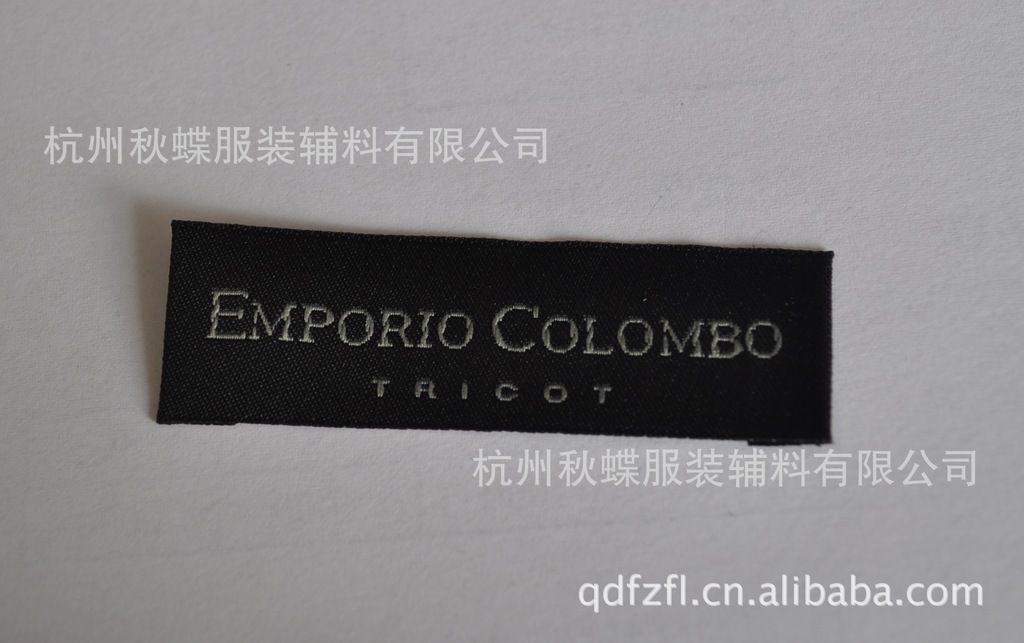 杭州秋蝶服装辅料有限公司
EMPORIO COLOMBO
TRICOT
杭州秋蝶服装辅料有限公司
qdfzfl.cn.alibaba.com